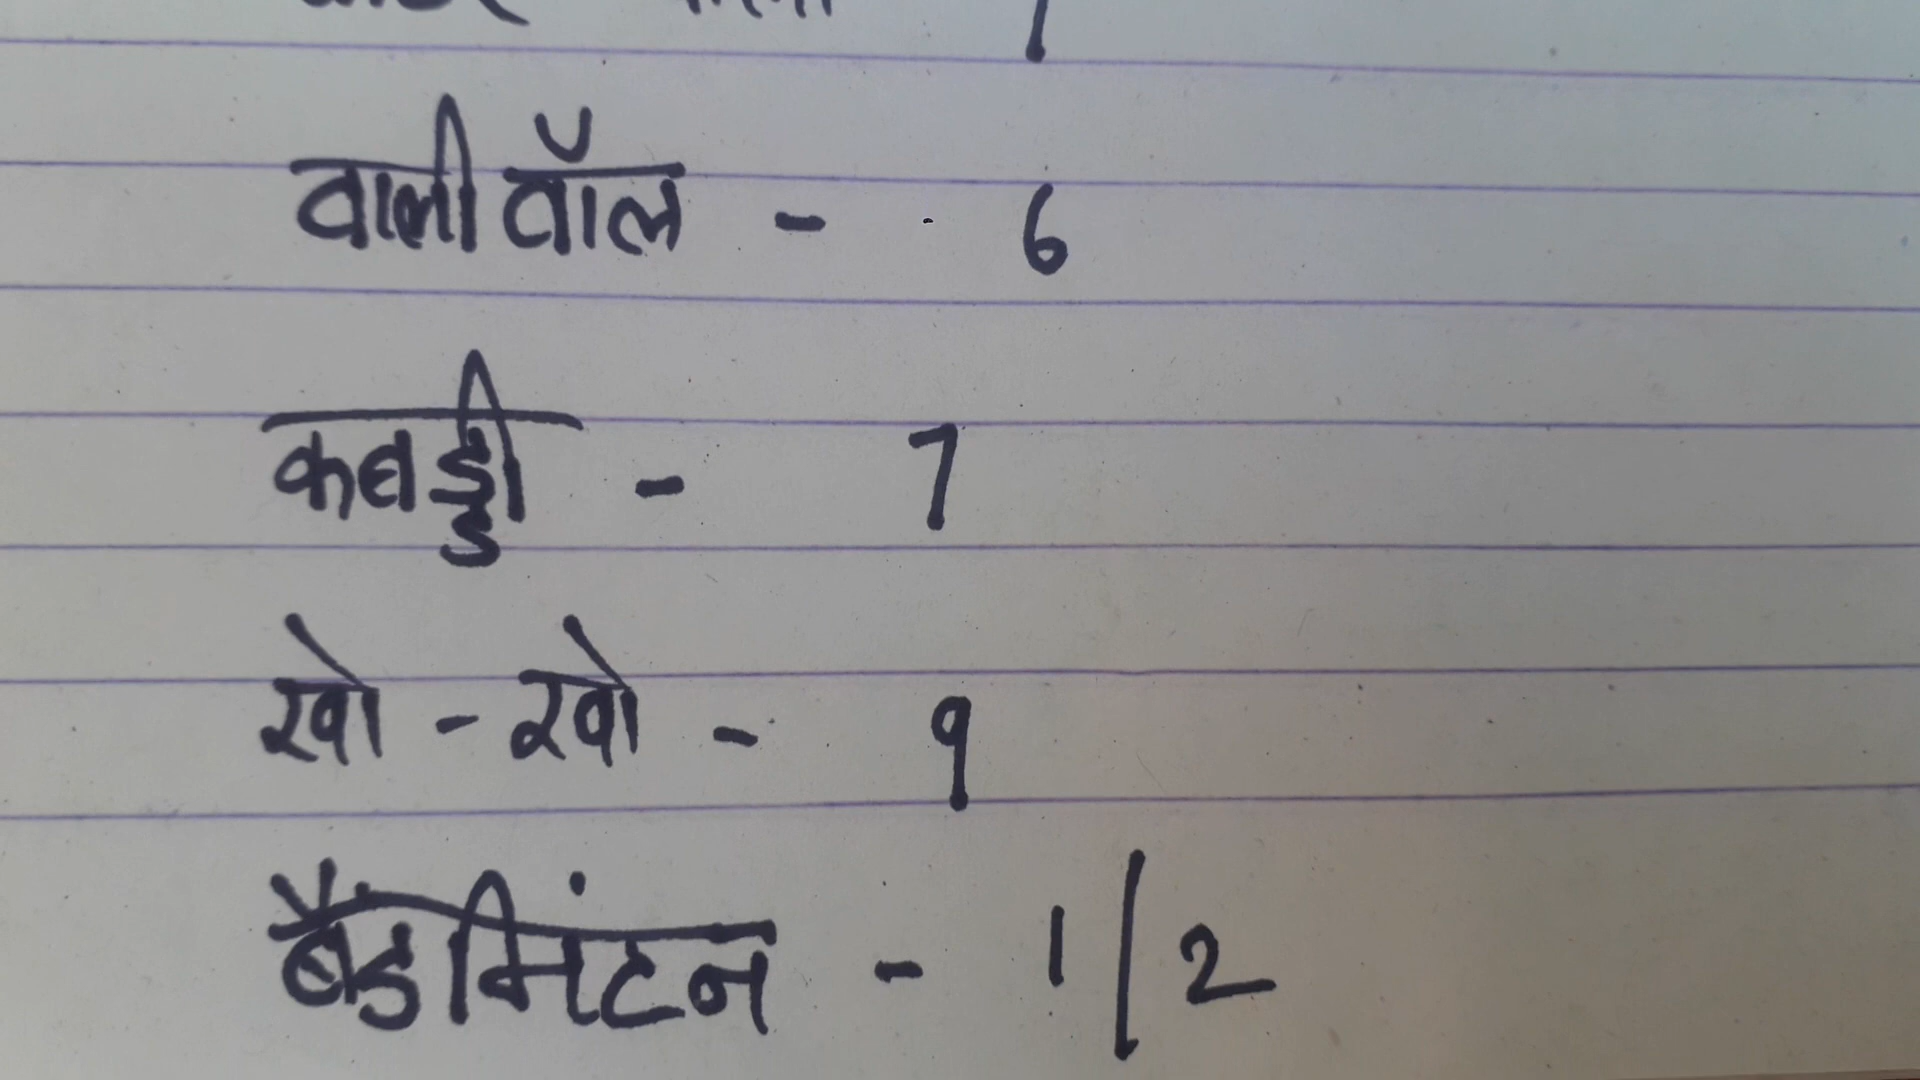 वालीवॉल - 6
कबड्डी - 7
खो - खो - 9
बैडमिंटन - 1/2